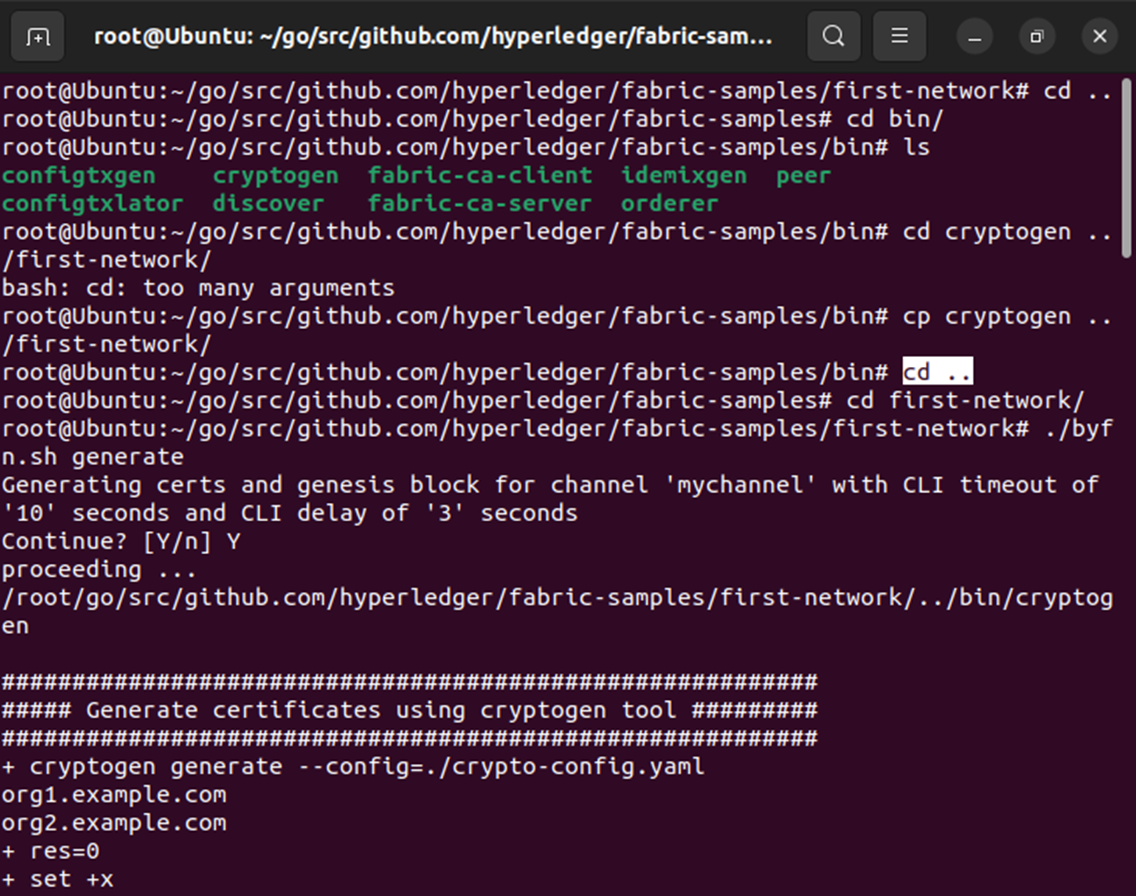 root@Ubuntu: ~/go/src/github.com/hyperledger/fabric-sam...
root@Ubuntu:~/go/src/github.com/hyperledger/fabric-samples/first-network# cd ..
root@Ubuntu:~/go/src/github.com/hyperledger/fabric-samples# cd bin/
root@Ubuntu:~/go/src/github.com/hyperledger/fabric-samples/bin# ls
configtxgen    cryptogen  fabric-ca-client  idemixgen  peer
configtxlator  discover   fabric-ca-server  orderer
root@Ubuntu:~/go/src/github.com/hyperledger/fabric-samples/bin# cd cryptogen ..
/first-network/
bash: cd: too many arguments
root@Ubuntu:~/go/src/github.com/hyperledger/fabric-samples/bin# cp cryptogen ..
/first-network/
root@Ubuntu:~/go/src/github.com/hyperledger/fabric-samples/bin# cd ..
root@Ubuntu:~/go/src/github.com/hyperledger/fabric-samples# cd first-network/
root@Ubuntu:~/go/src/github.com/hyperledger/fabric-samples/first-network# ./byf
n.sh generate
Generating certs and genesis block for channel 'mychannel' with CLI timeout of
'10' seconds and CLI delay of '3' seconds
Continue? [Y/n] Y
proceeding ...
/root/go/src/github.com/hyperledger/fabric-samples/first-network/../bin/cryptog
en
##########################################################
##### Generate certificates using cryptogen tool #########
##########################################################
+ cryptogen generate --config=./crypto-config.yaml
org1.example.com
org2.example.com
+ res=0
+ set +x